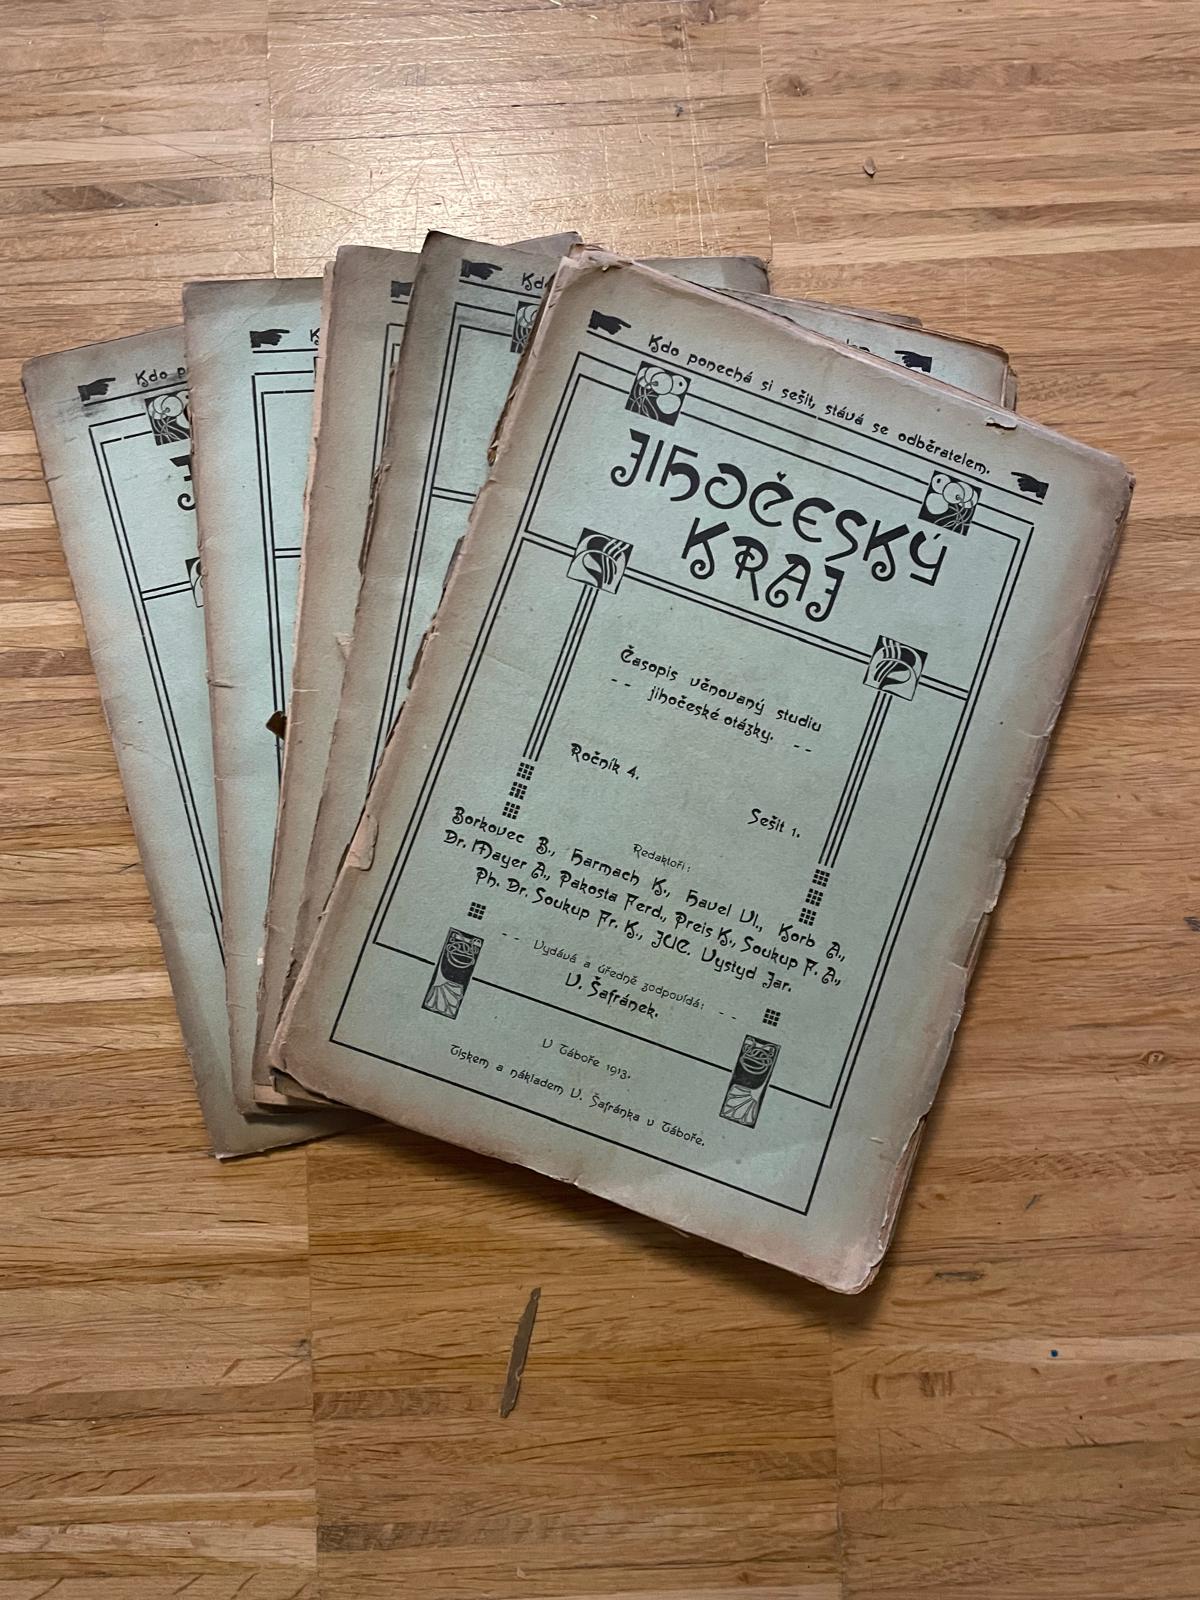 Kdo ponechá si sešit, stává se odběratelem.
JIHOČESKÝ
KRAJ
Časopis věnovaný studiu
-- jihočeské otázky. --
Ročník 4.
Sešit 1.
Redaktoři:
Borkovec B., Harmach K., Havel Vl., Korb A.,
Dr. Mayer A., Pakosta Ferd., Preis K., Soukup F. A.,
Ph. Dr. Soukup Fr. K., JUC. Vystyd Jar.
-- Vydává a úředně zodpovídá: --
V. Šafránek.
V Táboře 1913.
Tiskem a nákladem V. Šafránka v Táboře.
Kdo